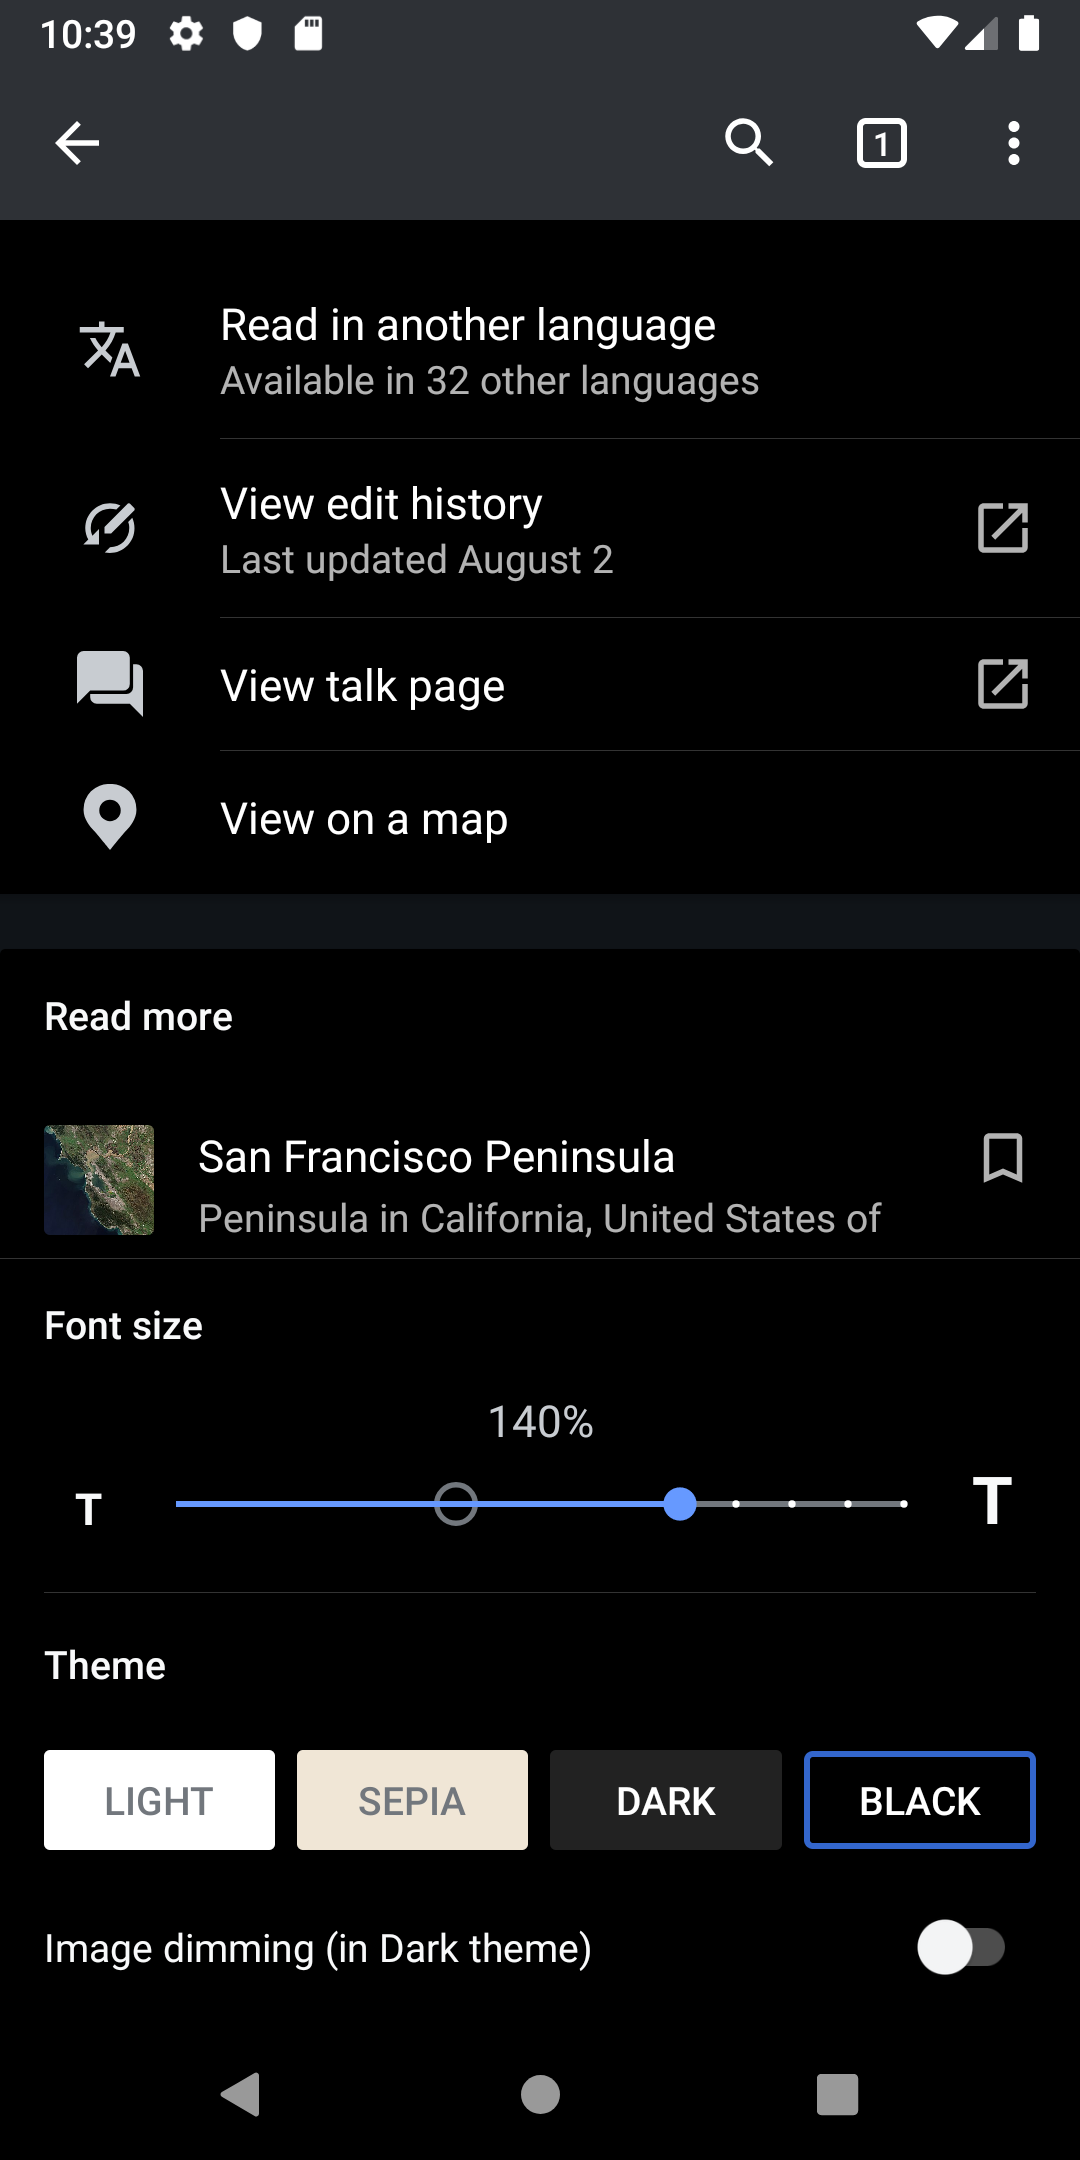 10:39
1
Read in another language
Available in 32 other languages
View edit history
Last updated August 2
View talk page
View on a map
Read more
San Francisco Peninsula
Peninsula in California, United States of
Font size
140%
T T
Theme
LIGHT SEPIA DARK BLACK
Image dimming (in Dark theme)